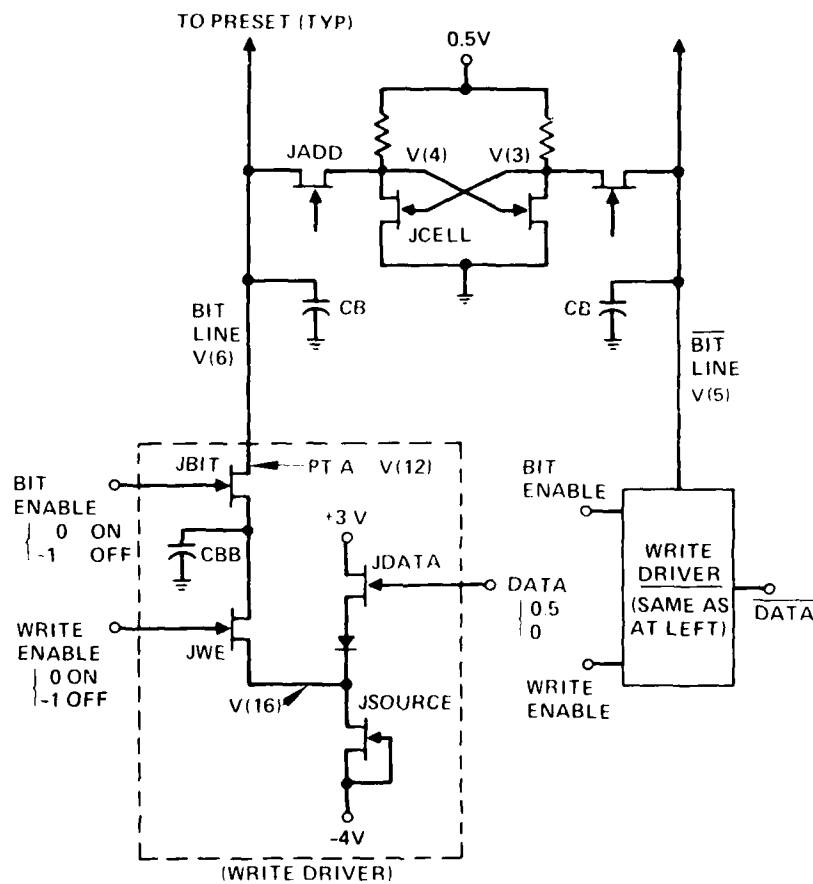 TO PRESET (TYP)
0.5V
JADD
V(4)
V(3)
JCELL
CB
CB
BIT
LINE
V(6)
BIT
LINE
V(5)
JBIT
PT A V(12)
BIT
ENABLE
0 ON
-1 OFF
CBB
+3 V
JDATA
DATA
0.5
0
WRITE
ENABLE
0 ON
-1 OFF
JWE
V(16)
JSOURCE
-4V
(WRITE DRIVER)
BIT
ENABLE
WRITE
DRIVER
(SAME AS
AT LEFT)
DATA
WRITE
ENABLE